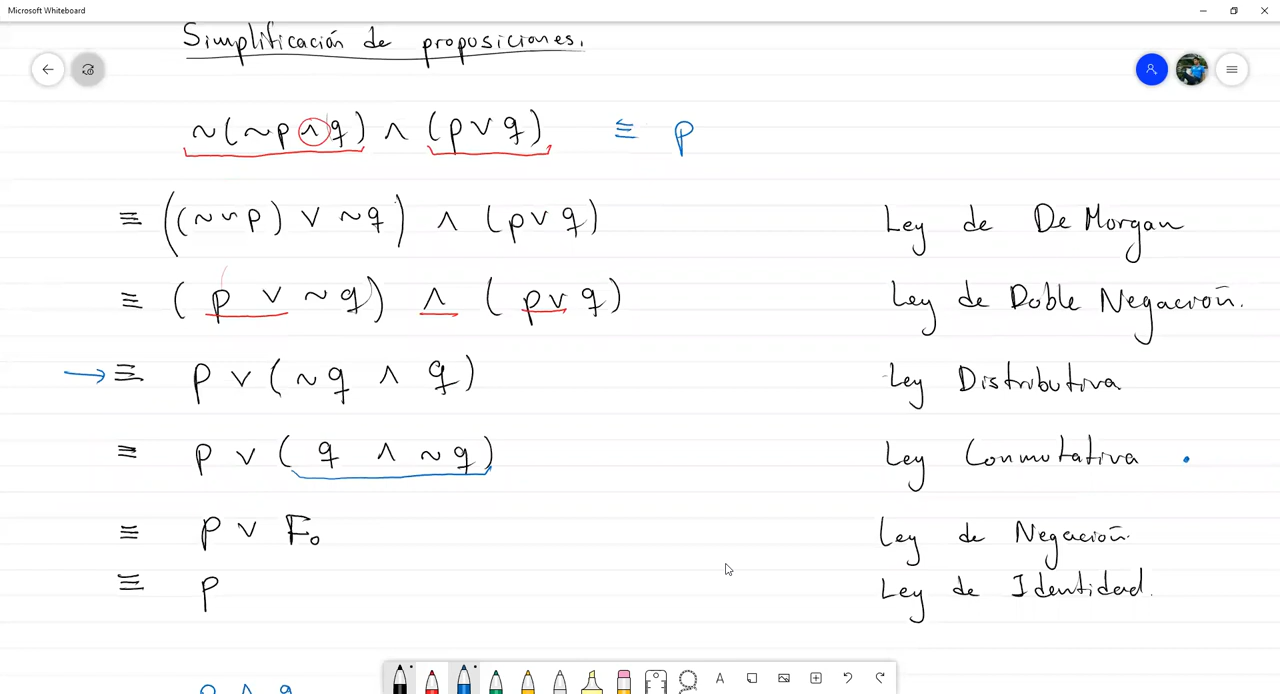 Microsoft Whiteboard
Simplificación de proposiciones.
~(~p ∧ q) ∧ (p ∨ q) ≡ p
≡ ((~~p) ∨ ~q) ∧ (p ∨ q) Ley de De Morgan
≡ (p ∨ ~q) ∧ (p ∨ q) Ley de Doble Negación.
→ ≡ p ∨ (~q ∧ q) Ley Distributiva
≡ p ∨ (q ∧ ~q) Ley Conmutativa
≡ p ∨ F₀ Ley de Negación.
≡ p Ley de Identidad.